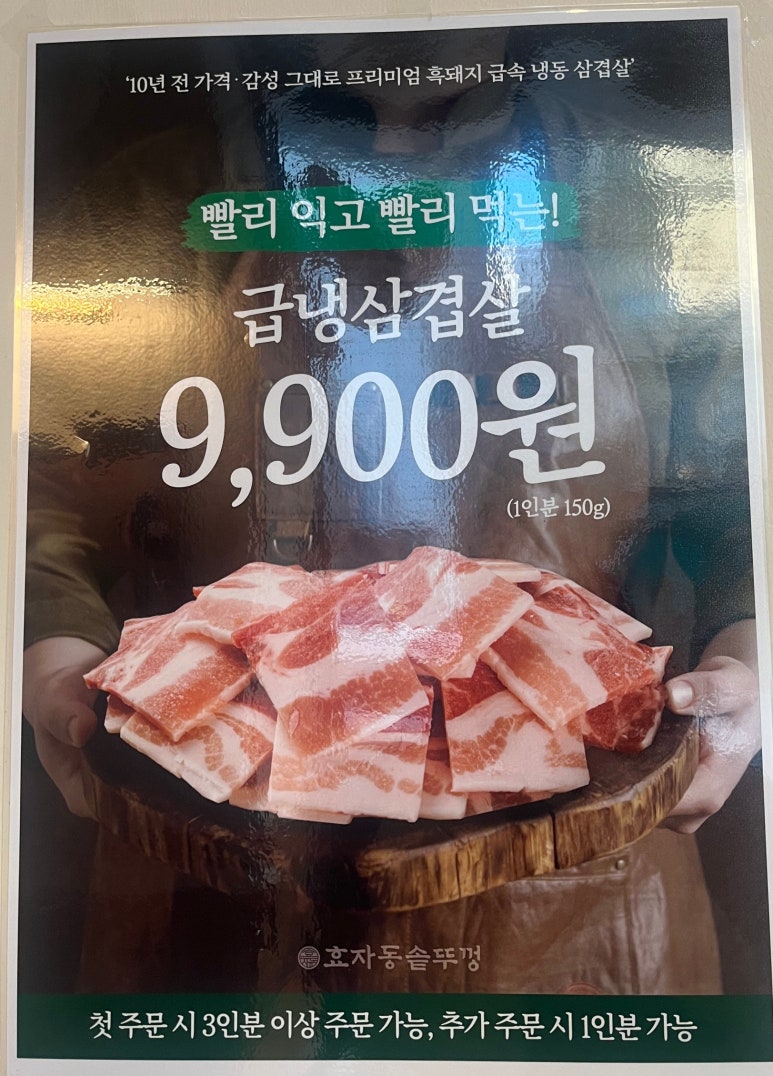 '10년 전 가격·감성 그대로 프리미엄 흑돼지 급속 냉동 삼겹살'
빨리 익고 빨리 먹는!
급냉삼겹살
9,900원
(1인분 150g)
효자동솥뚜껑
첫 주문 시 3인분 이상 주문 가능, 추가 주문 시 1인분 가능